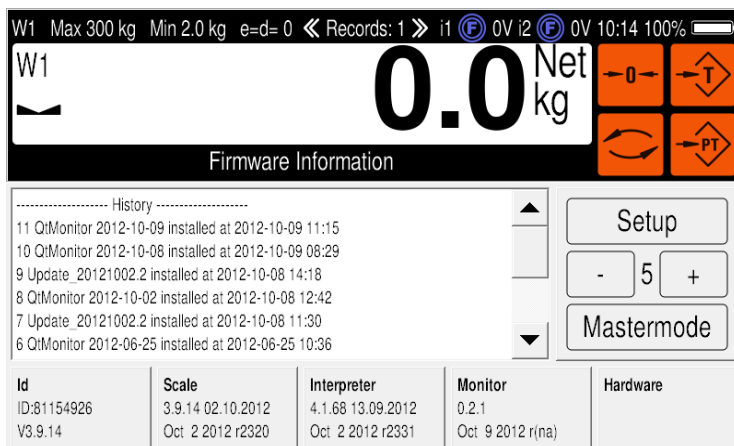 W1 Max 300 kg Min 2.0 kg e=d= 0 ≪ Records: 1 ≫ i1 F 0V i2 F 0V 10:14 100%
W1
0.0 Net
kg
→0← →T
→PT
Firmware Information
-------------------- History --------------------
11 QtMonitor 2012-10-09 installed at 2012-10-09 11:15
10 QtMonitor 2012-10-08 installed at 2012-10-09 08:29
9 Update_20121002.2 installed at 2012-10-08 14:18
8 QtMonitor 2012-10-02 installed at 2012-10-08 12:42
7 Update_20121002.2 installed at 2012-10-08 11:30
6 QtMonitor 2012-06-25 installed at 2012-06-25 10:36
Setup
- 5 +
Mastermode
Id
ID:81154926
V3.9.14
Scale
3.9.14 02.10.2012
Oct 2 2012 r2320
Interpreter
4.1.68 13.09.2012
Oct 2 2012 r2331
Monitor
0.2.1
Oct 9 2012 r(na)
Hardware